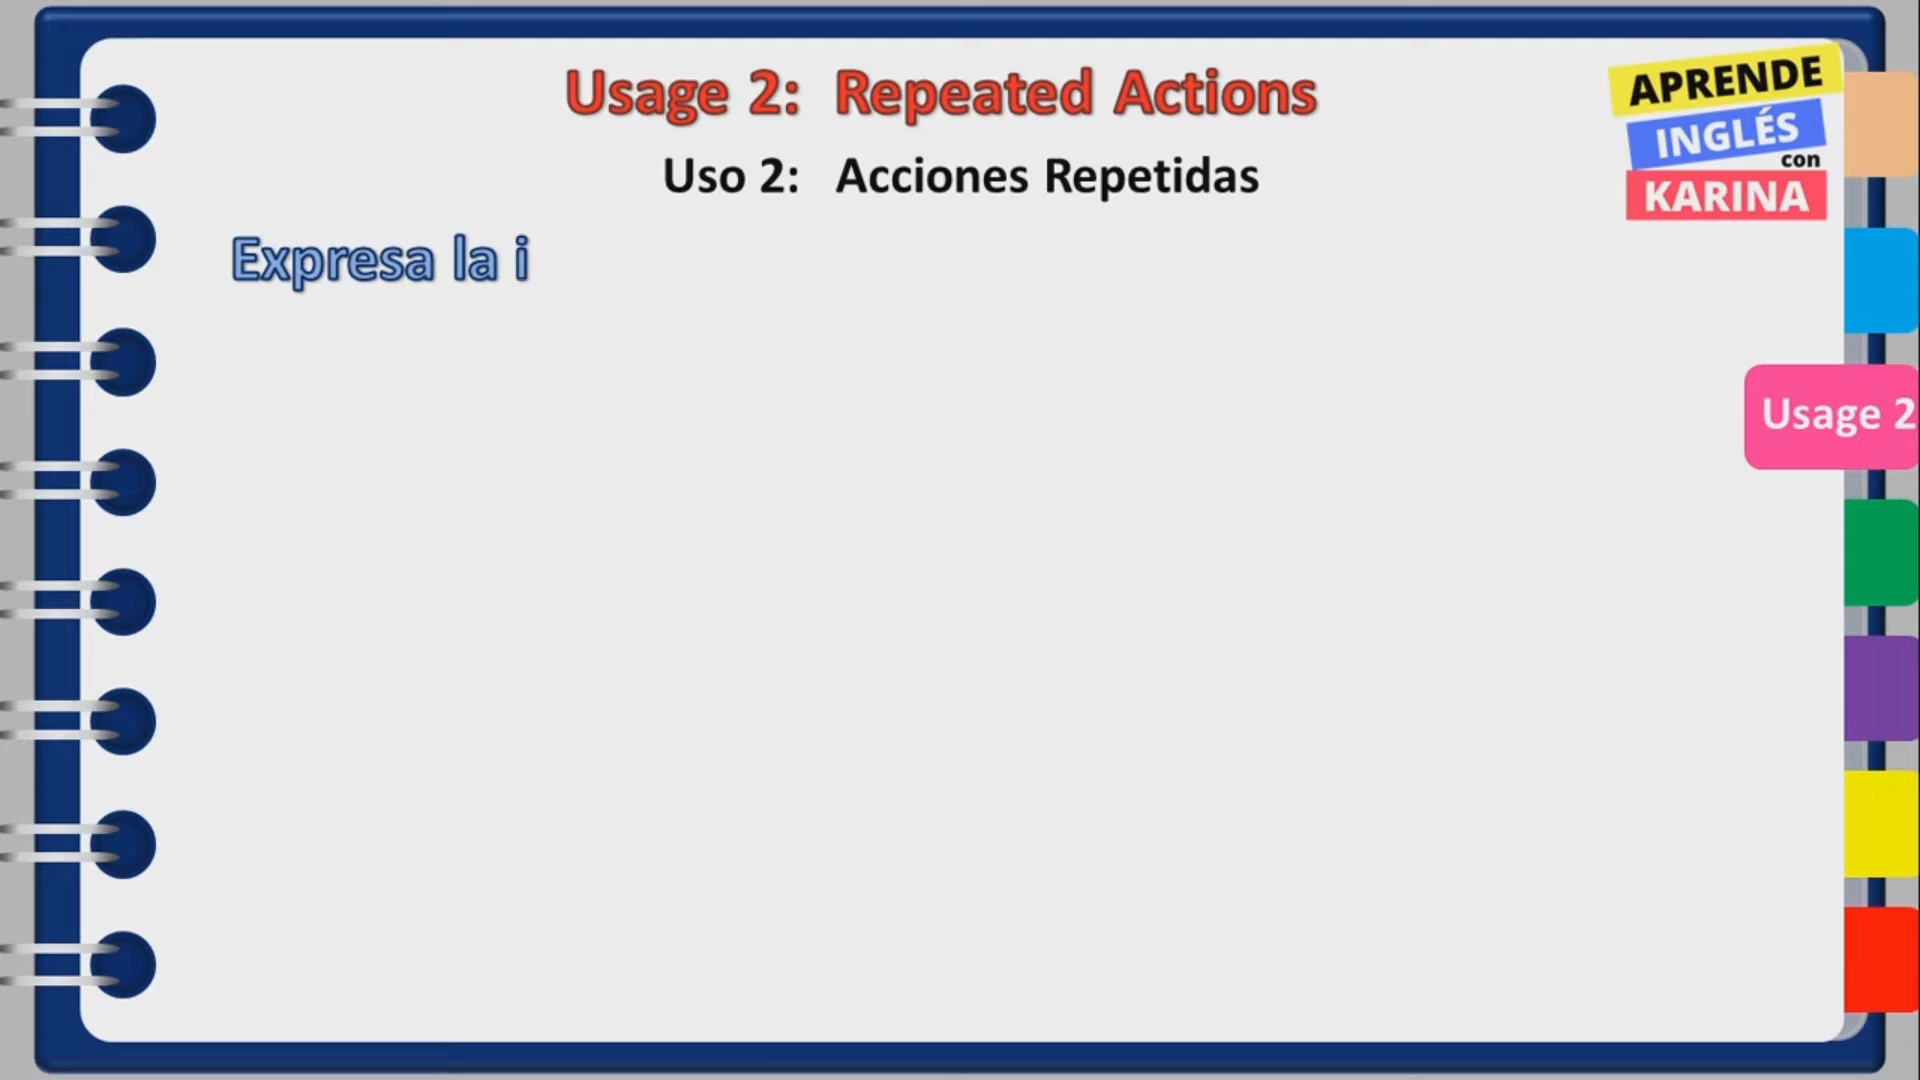 Usage 2: Repeated Actions
Uso 2: Acciones Repetidas
Expresa la i
APRENDE
INGLÉS
con
KARINA
Usage 2